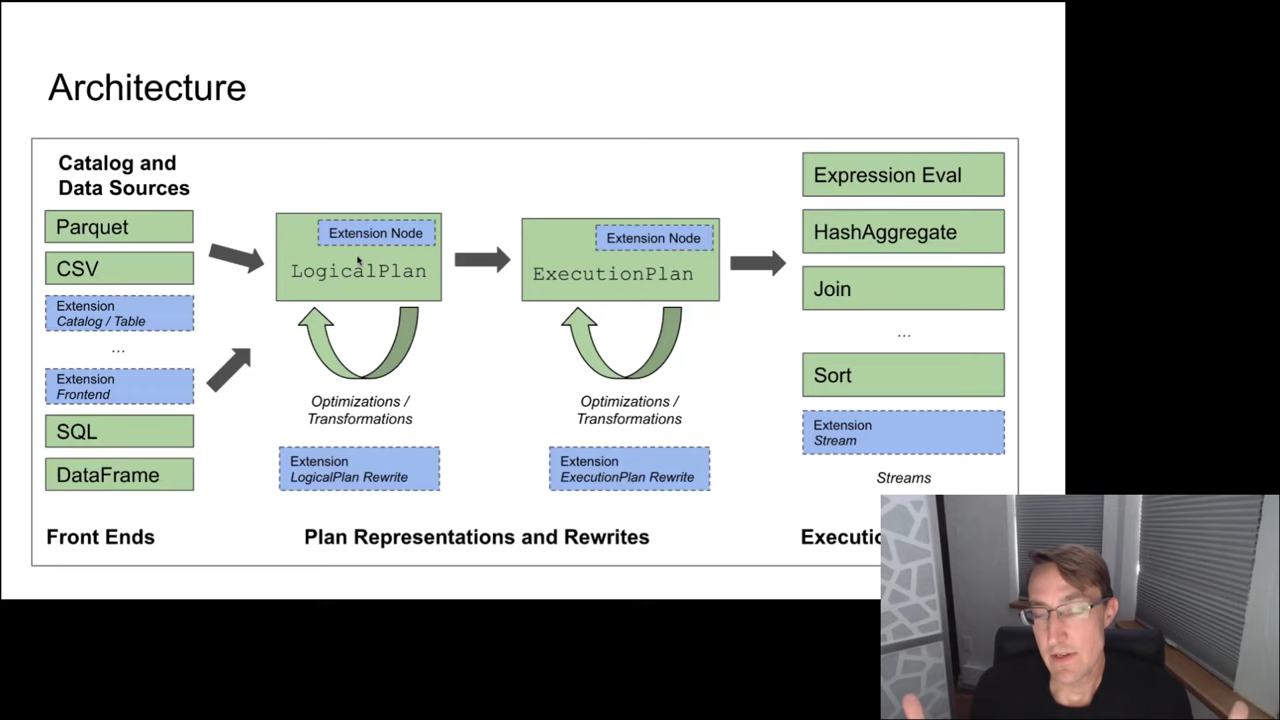 Architecture
Catalog and
Data Sources
Parquet
CSV
Extension
Catalog / Table
...
Extension
Frontend
SQL
DataFrame
Front Ends
Extension Node
LogicalPlan
Optimizations /
Transformations
Extension
LogicalPlan Rewrite
Extension Node
ExecutionPlan
Optimizations /
Transformations
Extension
ExecutionPlan Rewrite
Plan Representations and Rewrites
Expression Eval
HashAggregate
Join
...
Sort
Extension
Stream
Streams